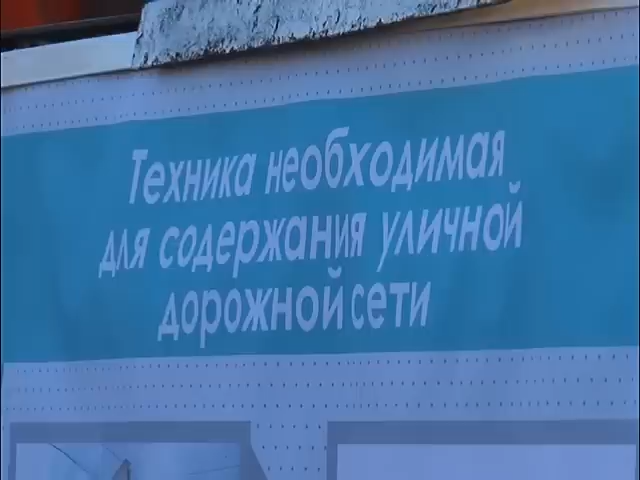 Техника необходимая
для содержания уличной
дорожной сети